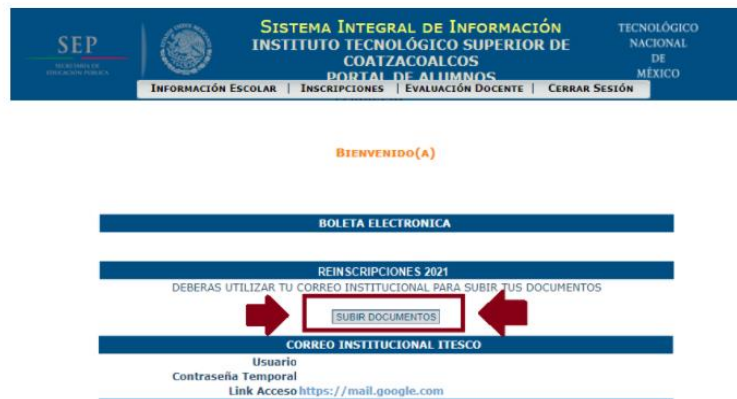 SEP
SECRETARÍA DE
EDUCACIÓN PÚBLICA
SISTEMA INTEGRAL DE INFORMACIÓN
INSTITUTO TECNOLÓGICO SUPERIOR DE
COATZACOALCOS
PORTAL DE ALUMNOS
TECNOLÓGICO
NACIONAL
DE
MÉXICO
INFORMACIÓN ESCOLAR | INSCRIPCIONES | EVALUACIÓN DOCENTE | CERRAR SESIÓN
BIENVENIDO(A)
BOLETA ELECTRONICA
REINSCRIPCIONES 2021
DEBERAS UTILIZAR TU CORREO INSTITUCIONAL PARA SUBIR TUS DOCUMENTOS
SUBIR DOCUMENTOS
CORREO INSTITUCIONAL ITESCO
Usuario
Contraseña Temporal
Link Acceso https://mail.google.com